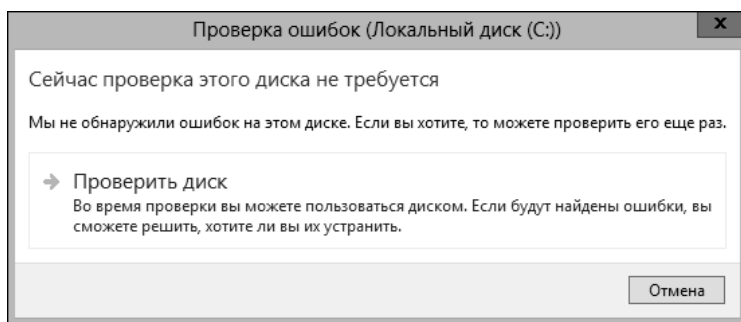 Проверка ошибок (Локальный диск (C:))
x
Сейчас проверка этого диска не требуется
Мы не обнаружили ошибок на этом диске. Если вы хотите, то можете проверить его еще раз.
Проверить диск
Во время проверки вы можете пользоваться диском. Если будут найдены ошибки, вы
сможете решить, хотите ли вы их устранить.
Отмена